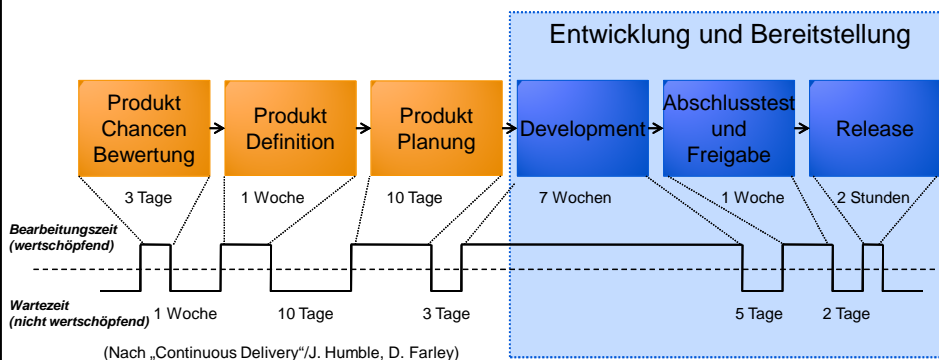 Entwicklung und Bereitstellung
Produkt
Chancen
Bewertung
Produkt
Definition
Produkt
Planung
Development
Abschlusstest
und
Freigabe
Release
3 Tage
1 Woche
10 Tage
7 Wochen
1 Woche
2 Stunden
Bearbeitungszeit
(wertschöpfend)
Wartezeit
(nicht wertschöpfend)
1 Woche
10 Tage
3 Tage
5 Tage
2 Tage
(Nach „Continuous Delivery“/J. Humble, D. Farley)